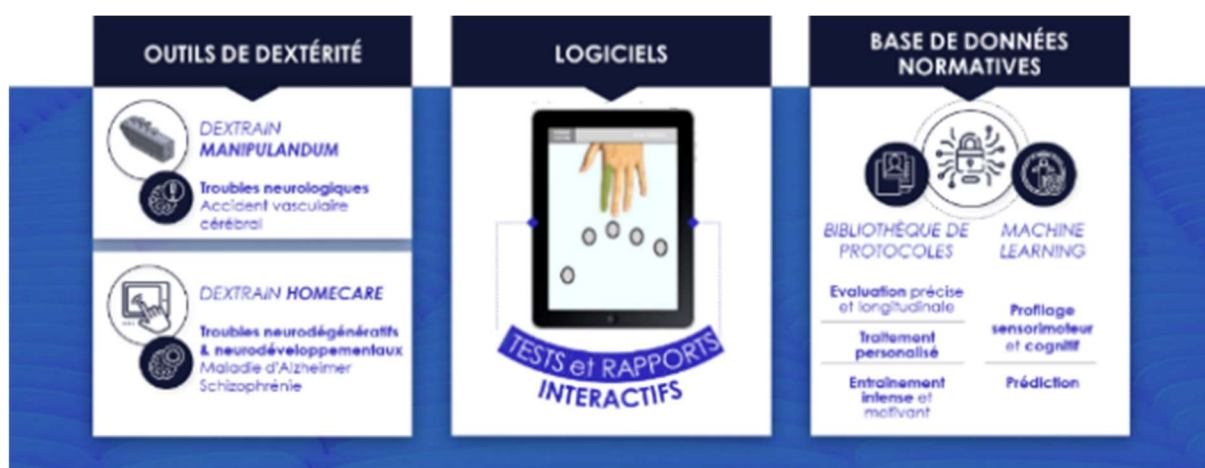 OUTILS DE DEXTÉRITÉ
DEXTRAIN
MANIPULANDUM
Troubles neurologiques
Accident vasculaire
cérébral
DEXTRAIN HOMECARE
Troubles neurodégénératifs
& neurodéveloppementaux
Maladie d'Alzheimer
Schizophrénie
LOGICIELS
TESTS et RAPPORTS
INTERACTIFS
BASE DE DONNÉES
NORMATIVES
BIBLIOTHÈQUE DE
PROTOCOLES
Evaluation précise
et longitudinale
Traitement
personalisé
Entraînement
intense et
motivant
MACHINE
LEARNING
Profilage
sensorimoteur
et cognitif
Prédiction